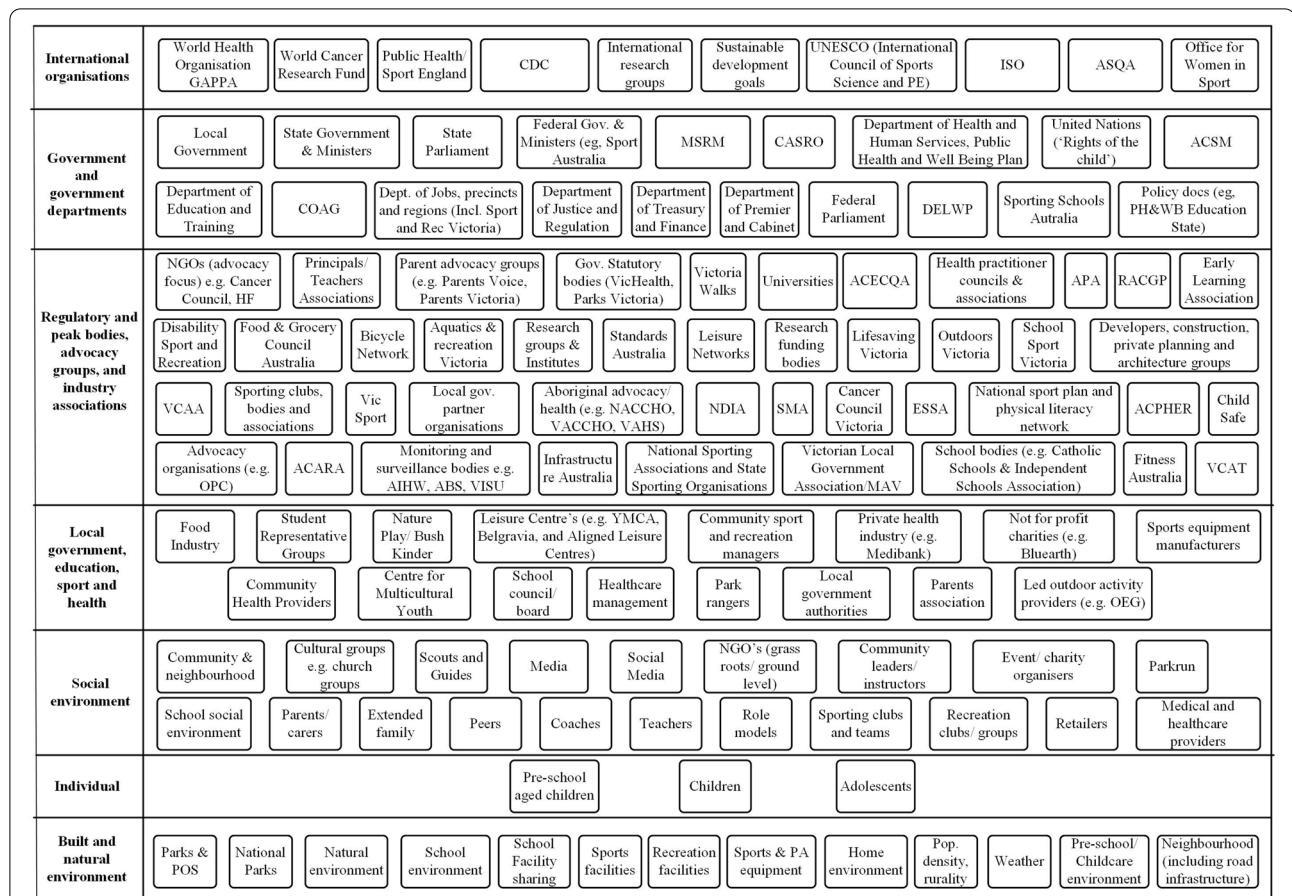 International
organisations
World Health
Organisation
GAPPA
World Cancer
Research Fund
Public Health/
Sport England
CDC
International
research
groups
Sustainable
development
goals
UNESCO (International
Council of Sports
Science and PE)
ISO
ASQA
Office for
Women in
Sport
Government
and
government
departments
Local
Government
State Government
& Ministers
State
Parliament
Federal Gov. &
Ministers (eg, Sport
Australia
MSRM
CASRO
Department of Health and
Human Services, Public
Health and Well Being Plan
United Nations
(‘Rights of the
child’)
ACSM
Department of
Education and
Training
COAG
Dept. of Jobs, precincts
and regions (Incl. Sport
and Rec Victoria)
Department
of Justice and
Regulation
Department
of Treasury
and Finance
Department
of Premier
and Cabinet
Federal
Parliament
DELWP
Sporting Schools
Autralia
Policy docs (eg,
PH&WB Education
State)
Regulatory and
peak bodies,
advocacy
groups, and
industry
associations
NGOs (advocacy
focus) e.g. Cancer
Council, HF
Principals/
Teachers
Associations
Parent advocacy groups
(e.g. Parents Voice,
Parents Victoria)
Gov. Statutory
bodies (VicHealth,
Parks Victoria)
Victoria
Walks
Universities
ACECQA
Health practitioner
councils &
associations
APA
RACGP
Early
Learning
Association
Disability
Sport and
Recreation
Food & Grocery
Council
Australia
Bicycle
Network
Aquatics &
recreation
Victoria
Research
groups &
Institutes
Standards
Australia
Leisure
Networks
Research
funding
bodies
Lifesaving
Victoria
Outdoors
Victoria
School
Sport
Victoria
Developers, construction,
private planning and
architecture groups
VCAA
Sporting clubs,
bodies and
associations
Vic
Sport
Local gov.
partner
organisations
Aboriginal advocacy/
health (e.g. NACCHO,
VACCHO, VAHS)
NDIA
SMA
Cancer
Council
Victoria
ESSA
National sport plan and
physical literacy
network
ACPHER
Child
Safe
Advocacy
organisations (e.g.
OPC)
ACARA
Monitoring and
surveillance bodies e.g.
AIHW, ABS, VISU
Infrastructu
re Australia
National Sporting
Associations and State
Sporting Organisations
Victorian Local
Government
Association/MAV
School bodies (e.g. Catholic
Schools & Independent
Schools Association)
Fitness
Australia
VCAT
Local
government,
education,
sport and
health
Food
Industry
Student
Representative
Groups
Nature
Play/ Bush
Kinder
Leisure Centre’s (e.g. YMCA,
Belgravia, and Aligned Leisure
Centres)
Community sport
and recreation
managers
Private health
industry (e.g.
Medibank)
Not for profit
charities (e.g.
Bluearth)
Sports equipment
manufacturers
Community
Health Providers
Centre for
Multicultural
Youth
School
council/
board
Healthcare
management
Park
rangers
Local
government
authorities
Parents
association
Led outdoor activity
providers (e.g. OEG)
Social
environment
Community &
neighbourhood
Cultural groups
e.g. church
groups
Scouts and
Guides
Media
Social
Media
NGO’s (grass
roots/ ground
level)
Community
leaders/
instructors
Event/ charity
organisers
Parkrun
School social
environment
Parents/
carers
Extended
family
Peers
Coaches
Teachers
Role
models
Sporting clubs
and teams
Recreation
clubs/ groups
Retailers
Medical and
healthcare
providers
Individual
Pre-school
aged children
Children
Adolescents
Built and
natural
environment
Parks &
POS
National
Parks
Natural
environment
School
environment
School
Facility
sharing
Sports
facilities
Recreation
facilities
Sports & PA
equipment
Home
environment
Pop.
density,
rurality
Weather
Pre-school/
Childcare
environment
Neighbourhood
(including road
infrastructure)